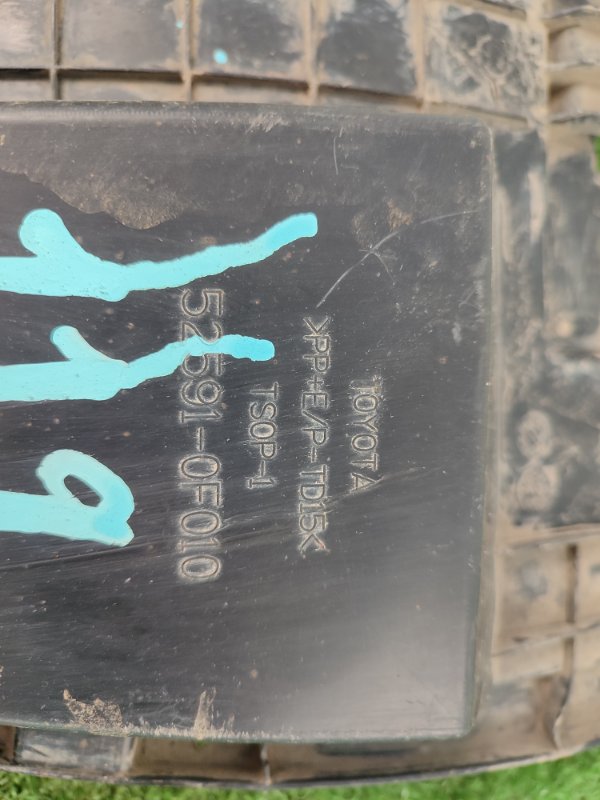 TOYOTA
>PP+E/P-TD15<
TSOP-1
52591-0F010